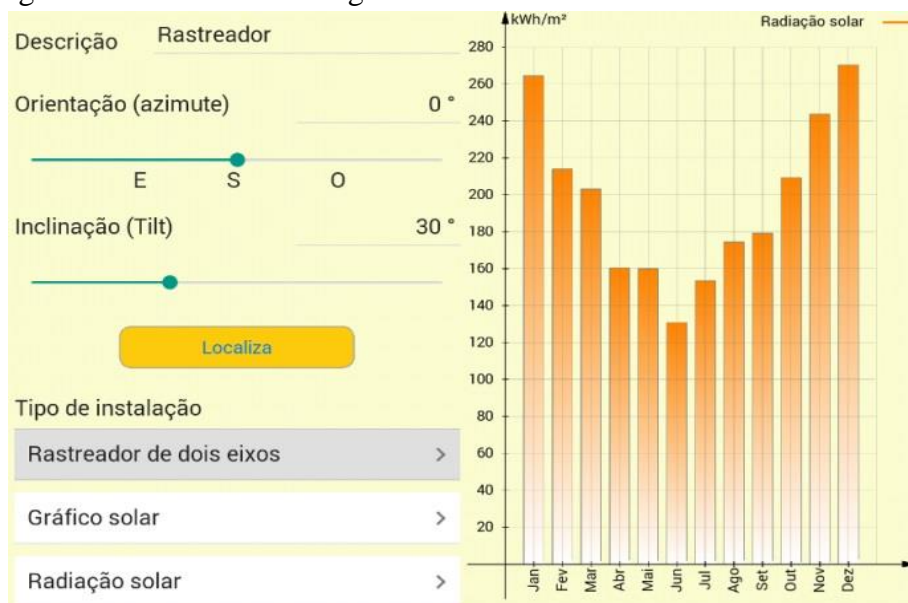 Descrição Rastreador
Orientação (azimute) 0 °
E S O
Inclinação (Tilt) 30 °
Localiza
Tipo de instalação
Rastreador de dois eixos >
Gráfico solar >
Radiação solar >
kWh/m²
Radiação solar
280
260
240
220
200
180
160
140
120
100
80
60
40
20
Jan Fev Mar Abr Mai Jun Jul Ago Set Out Nov Dez